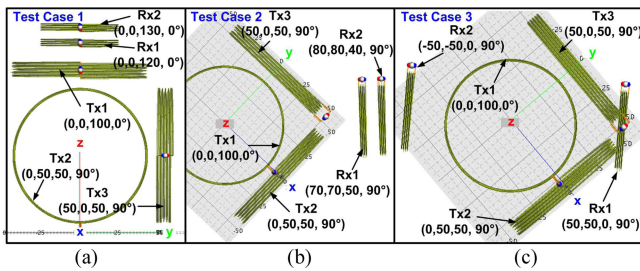 Test Case 1
Rx2
(0,0,130,0°)
Rx1
(0,0,120,0°)
Tx1
(0,0,100,0°)
z
Tx2
(0,50,50,90°)
Tx3
(50,0,50,90°)
-25
x
25
y
(a)
Test Case 2
Tx3
(50,0,50,90°)
Rx2
(80,80,40,90°)
y
z
Tx1
(0,0,100,0°)
x
Rx1
(70,70,50,90°)
Tx2
(0,50,50,90°)
(b)
Test Case 3
Rx2
(-50,-50,0,90°)
Tx3
(50,0,50,90°)
Tx1
(0,0,100,0°)
y
z
x
Tx2
(0,50,50,90°)
Rx1
(50,50,0,90°)
(c)